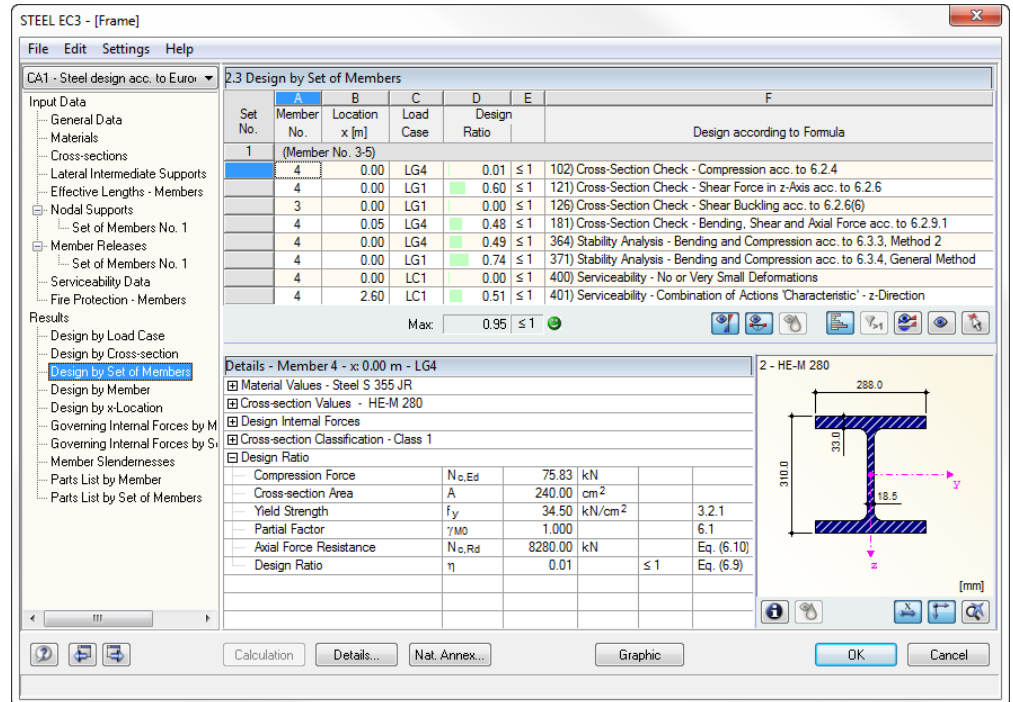 STEEL EC3 - [Frame]
File Edit Settings Help
CA1 - Steel design acc. to Euro
2.3 Design by Set of Members
Input Data
General Data
Materials
Cross-sections
Lateral Intermediate Supports
Effective Lengths - Members
Nodal Supports
Set of Members No. 1
Member Releases
Set of Members No. 1
Serviceability Data
Fire Protection - Members
Results
Design by Load Case
Design by Cross-section
Design by Set of Members
Design by Member
Design by x-Location
Governing Internal Forces by M
Governing Internal Forces by S
Member Slendernesses
Parts List by Member
Parts List by Set of Members
A B C D E F
Set Member Location Load Design
No. No. x [m] Case Ratio Design according to Formula
1 (Member No. 3-5)
4 0.00 LG4 0.01 ≤ 1 102) Cross-Section Check - Compression acc. to 6.2.4
4 0.00 LG1 0.60 ≤ 1 121) Cross-Section Check - Shear Force in z-Axis acc. to 6.2.6
3 0.00 LG1 0.00 ≤ 1 126) Cross-Section Check - Shear Buckling acc. to 6.2.6(6)
4 0.05 LG4 0.48 ≤ 1 181) Cross-Section Check - Bending, Shear and Axial Force acc. to 6.2.9.1
4 0.00 LG4 0.49 ≤ 1 364) Stability Analysis - Bending and Compression acc. to 6.3.3, Method 2
4 0.00 LG1 0.74 ≤ 1 371) Stability Analysis - Bending and Compression acc. to 6.3.4, General Method
4 0.00 LC1 0.00 ≤ 1 400) Serviceability - No or Very Small Deformations
4 2.60 LC1 0.51 ≤ 1 401) Serviceability - Combination of Actions 'Characteristic' - z-Direction
Max: 0.95 ≤ 1
Details - Member 4 - x: 0.00 m - LG4
Material Values - Steel S 355 JR
Cross-section Values - HE-M 280
Design Internal Forces
Cross-section Classification - Class 1
Design Ratio
Compression Force Nc,Ed 75.83 kN
Cross-section Area A 240.00 cm2
Yield Strength fy 34.50 kN/cm2 3.2.1
Partial Factor γM0 1.000 6.1
Axial Force Resistance Nc,Rd 8280.00 kN Eq. (6.10)
Design Ratio η 0.01 ≤ 1 Eq. (6.9)
2 - HE-M 280
288.0
33.0
310.0
18.5
y
z
[mm]
Calculation Details... Nat. Annex... Graphic OK Cancel